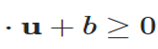 · u + b ≥ 0